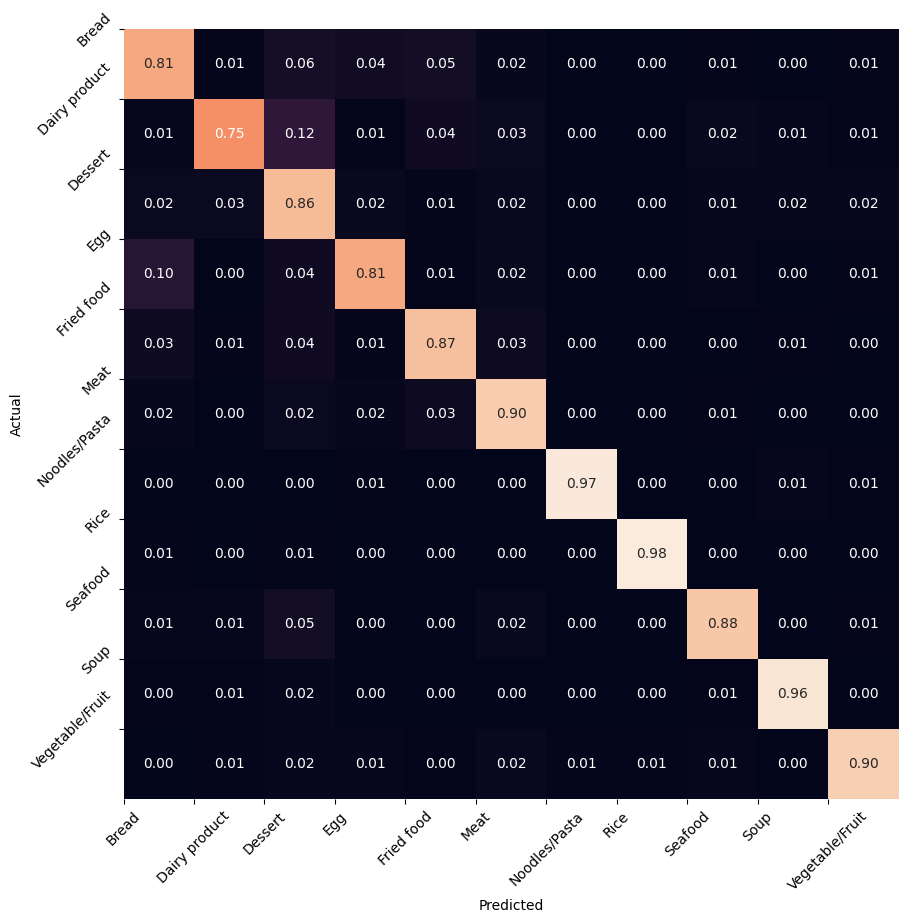 Bread
0.81 0.01 0.06 0.04 0.05 0.02 0.00 0.00 0.01 0.00 0.01
Dairy product
0.01 0.75 0.12 0.01 0.04 0.03 0.00 0.00 0.02 0.01 0.01
Dessert
0.02 0.03 0.86 0.02 0.01 0.02 0.00 0.00 0.01 0.02 0.02
Egg
0.10 0.00 0.04 0.81 0.01 0.02 0.00 0.00 0.01 0.00 0.01
Fried food
0.03 0.01 0.04 0.01 0.87 0.03 0.00 0.00 0.00 0.01 0.00
Meat
0.02 0.00 0.02 0.02 0.03 0.90 0.00 0.00 0.01 0.00 0.00
Actual
Noodles/Pasta
0.00 0.00 0.00 0.01 0.00 0.00 0.97 0.00 0.00 0.01 0.01
Rice
0.01 0.00 0.01 0.00 0.00 0.00 0.00 0.98 0.00 0.00 0.00
Seafood
0.01 0.01 0.05 0.00 0.00 0.02 0.00 0.00 0.88 0.00 0.01
Soup
0.00 0.01 0.02 0.00 0.00 0.00 0.00 0.00 0.01 0.96 0.00
Vegetable/Fruit
0.00 0.01 0.02 0.01 0.00 0.02 0.01 0.01 0.01 0.00 0.90
Bread Dairy product Dessert Egg Fried food Meat Noodles/Pasta Rice Seafood Soup Vegetable/Fruit
Predicted